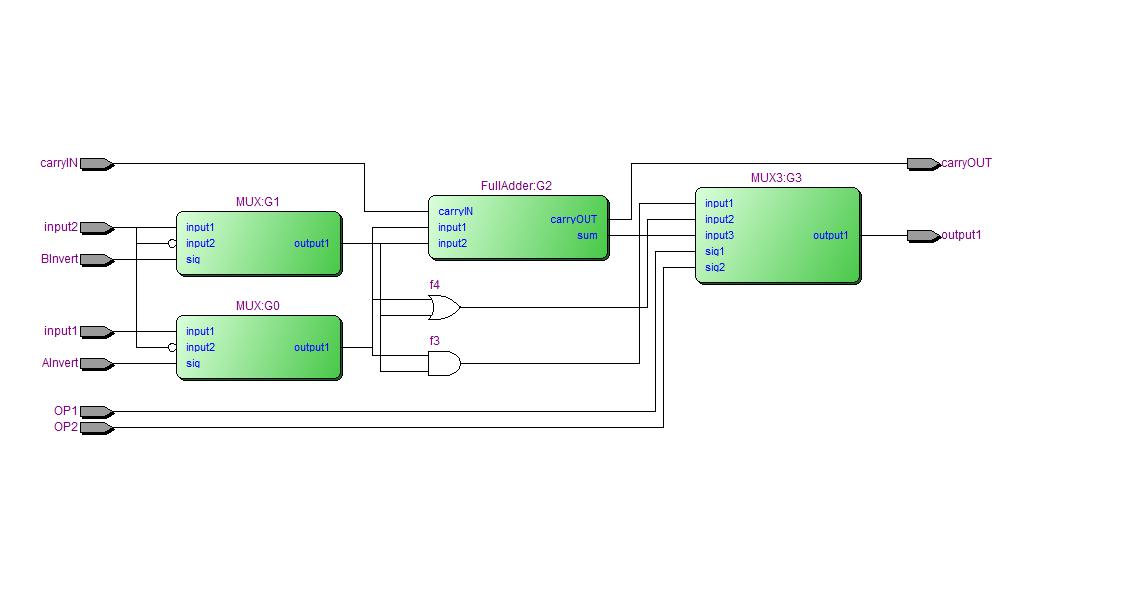 carryIN
carryOUT
MUX3:G3
FullAdder:G2
MUX:G1
input1
carryIN
carryOUT
input2
input2
input1
input1
input2
output1
input2
sum
input3
output1
output1
BInvert
sig
sig1
sig2
f4
MUX:G0
input1
input1
f3
input2
output1
AInvert
sig
OP1
OP2